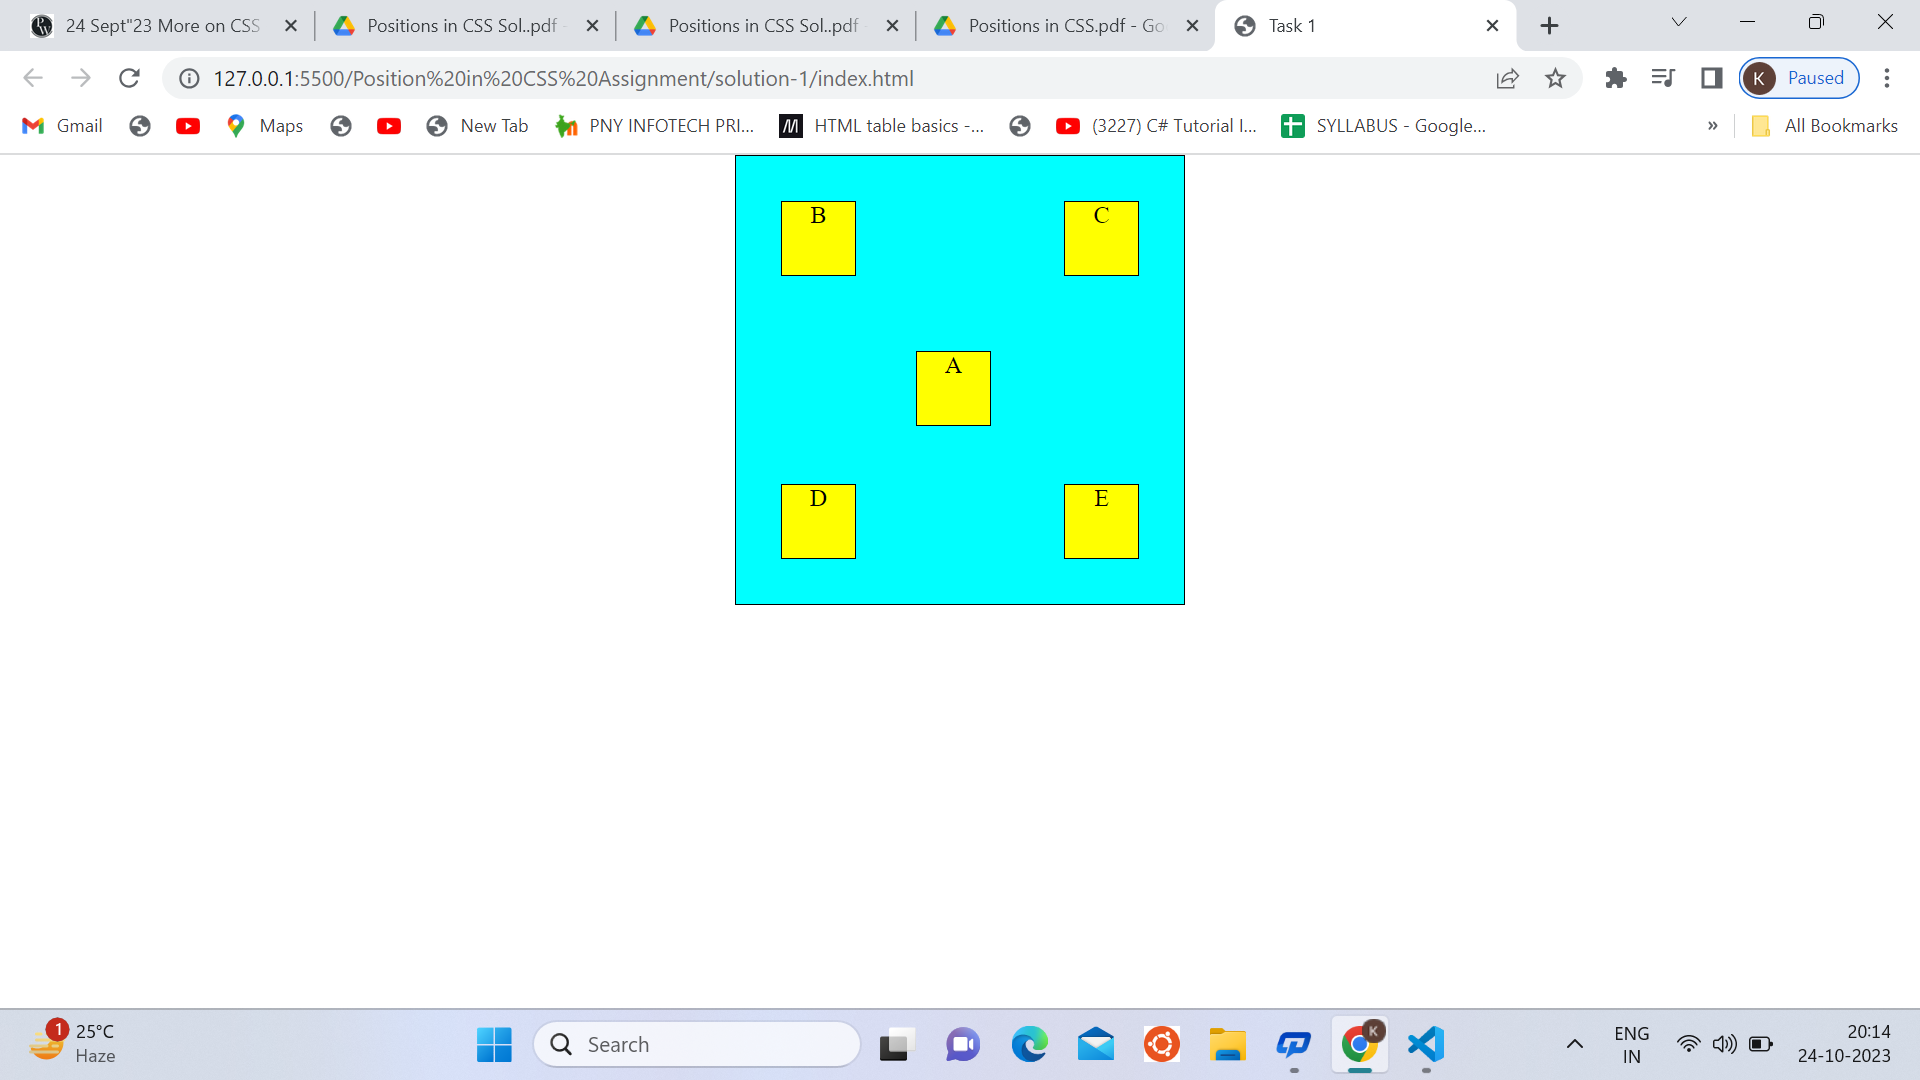 24 Sept"23 More on CSS
Positions in CSS Sol..pdf -
Positions in CSS Sol..pdf -
Positions in CSS.pdf - Go
Task 1
127.0.0.1:5500/Position%20in%20CSS%20Assignment/solution-1/index.html
K Paused
Gmail
Maps
New Tab
PNY INFOTECH PRI...
HTML table basics -...
(3227) C# Tutorial I...
SYLLABUS - Google...
»
All Bookmarks
B
C
A
D
E
1
25°C
Haze
Search
K
ENG
IN
20:14
24-10-2023